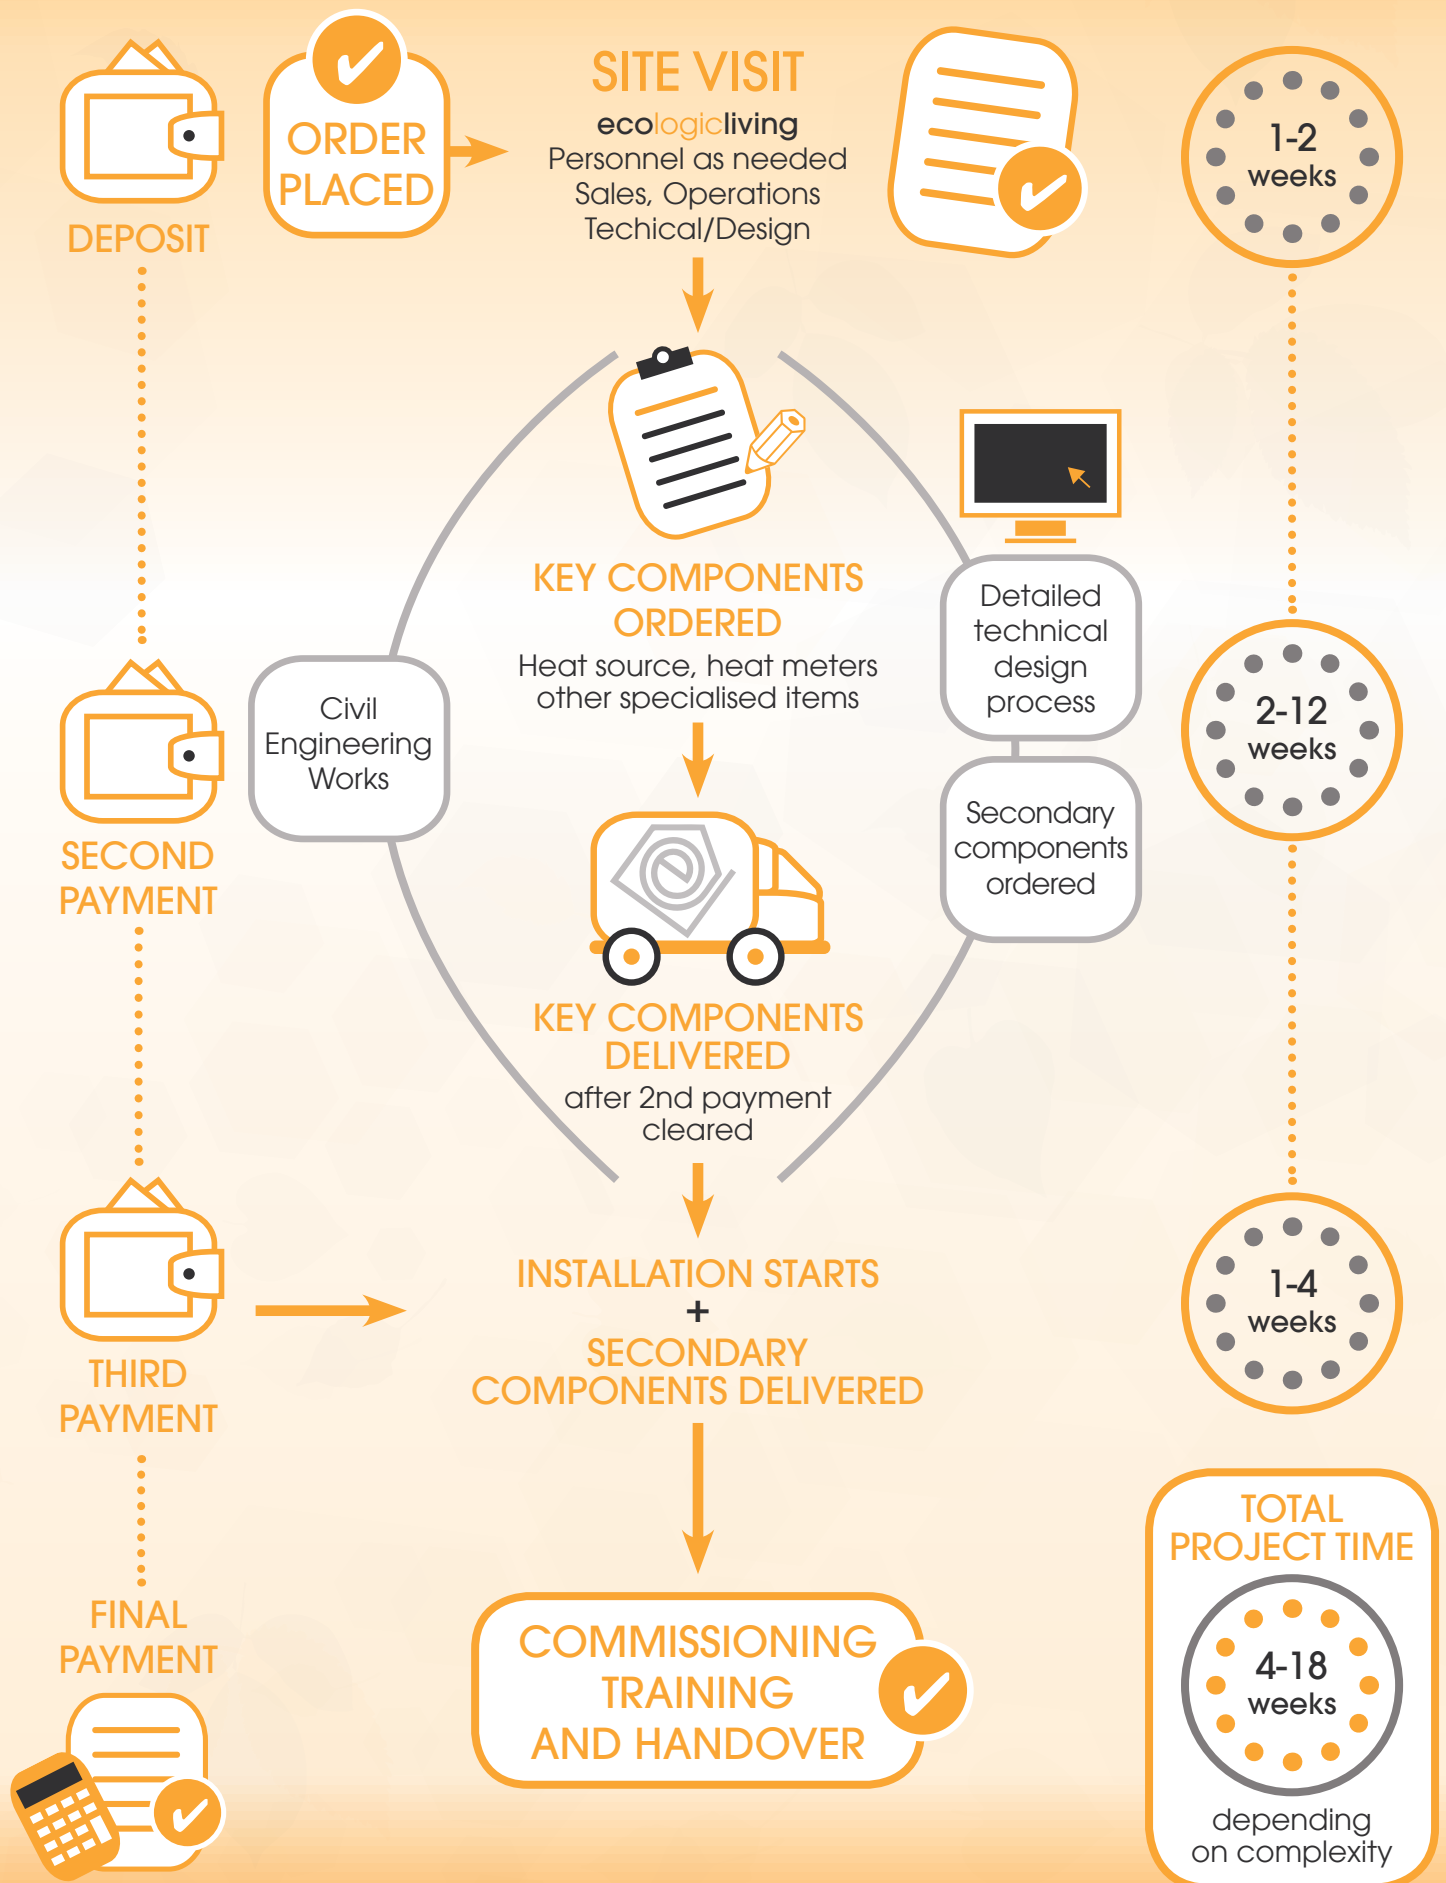 DEPOSIT
ORDER
PLACED
SITE VISIT
ecologicliving
Personnel as needed
Sales, Operations
Techical/Design
1-2
weeks
KEY COMPONENTS
ORDERED
Heat source, heat meters
other specialised items
Civil
Engineering
Works
Detailed
technical
design
process
Secondary
components
ordered
2-12
weeks
SECOND
PAYMENT
e
KEY COMPONENTS
DELIVERED
after 2nd payment
cleared
THIRD
PAYMENT
INSTALLATION STARTS
+
SECONDARY
COMPONENTS DELIVERED
1-4
weeks
FINAL
PAYMENT
COMMISSIONING
TRAINING
AND HANDOVER
TOTAL
PROJECT TIME
4-18
weeks
depending
on complexity